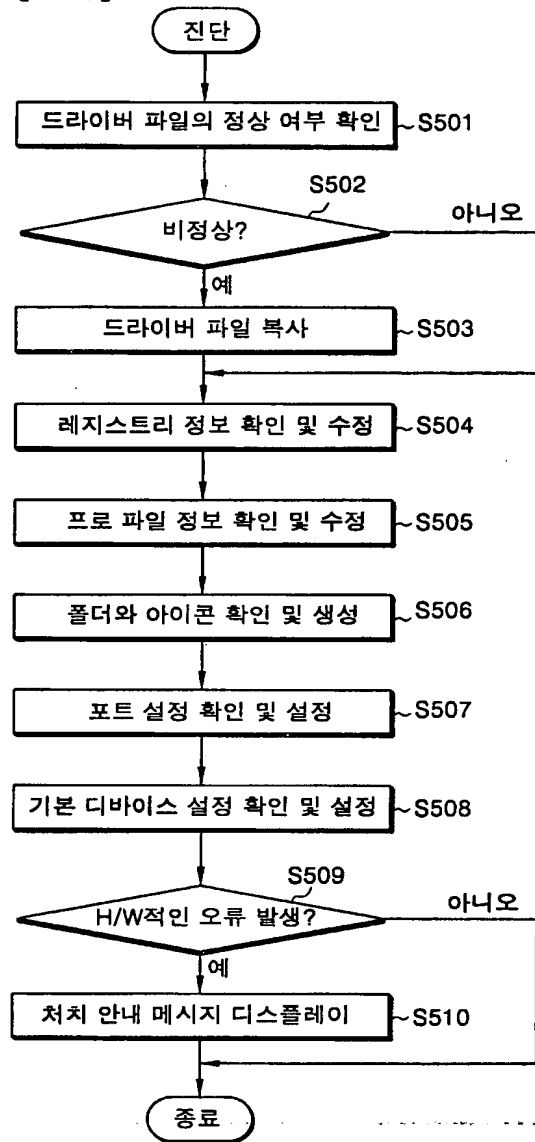 진단
드라이버 파일의 정상 여부 확인 S501
S502
비정상? 아니오
예
드라이버 파일 복사 S503
레지스트리 정보 확인 및 수정 S504
프로 파일 정보 확인 및 수정 S505
폴더와 아이콘 확인 및 생성 S506
포트 설정 확인 및 설정 S507
기본 디바이스 설정 확인 및 설정 S508
S509
H/W적인 오류 발생? 아니오
예
처치 안내 메시지 디스플레이 S510
종료